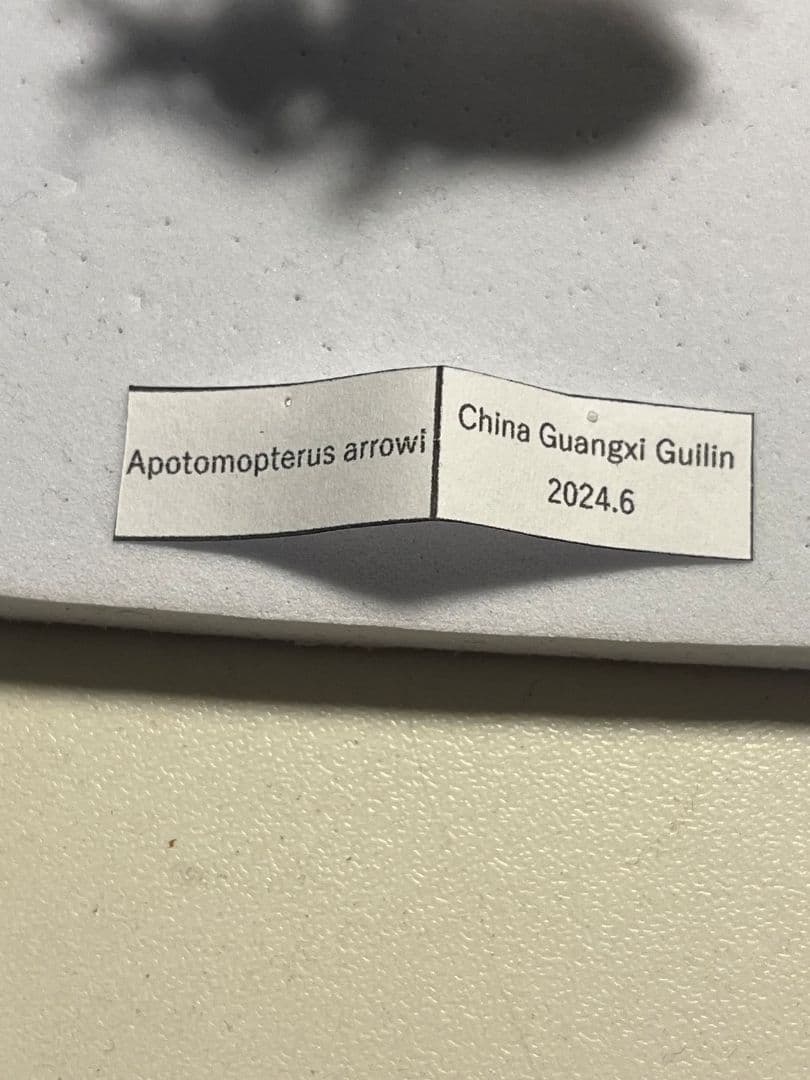 Apotomopterus arrowi
China Guangxi Guilin
2024.6